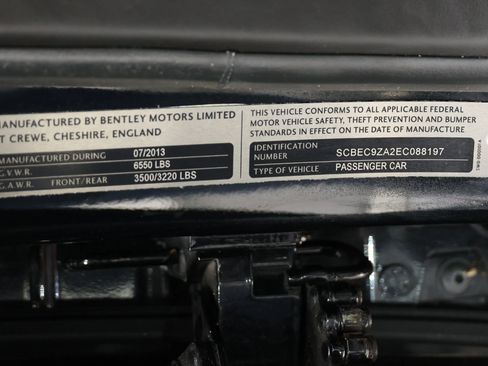 MANUFACTURED BY BENTLEY MOTORS LIMITED
AT CREWE, CHESHIRE, ENGLAND
MANUFACTURED DURING 07/2013
G.V.W. 6550 LBS
G.A.W.R. FRONT/REAR 3500/3220 LBS
THIS VEHICLE CONFORMS TO ALL APPLICABLE FEDERAL
MOTOR VEHICLE SAFETY, THEFT PREVENTION AND BUMPER
STANDARDS IN EFFECT ON THE DATE OF MANUFACTURE
IDENTIFICATION NUMBER SCBEC9ZA2EC088197
TYPE OF VEHICLE PASSENGER CAR